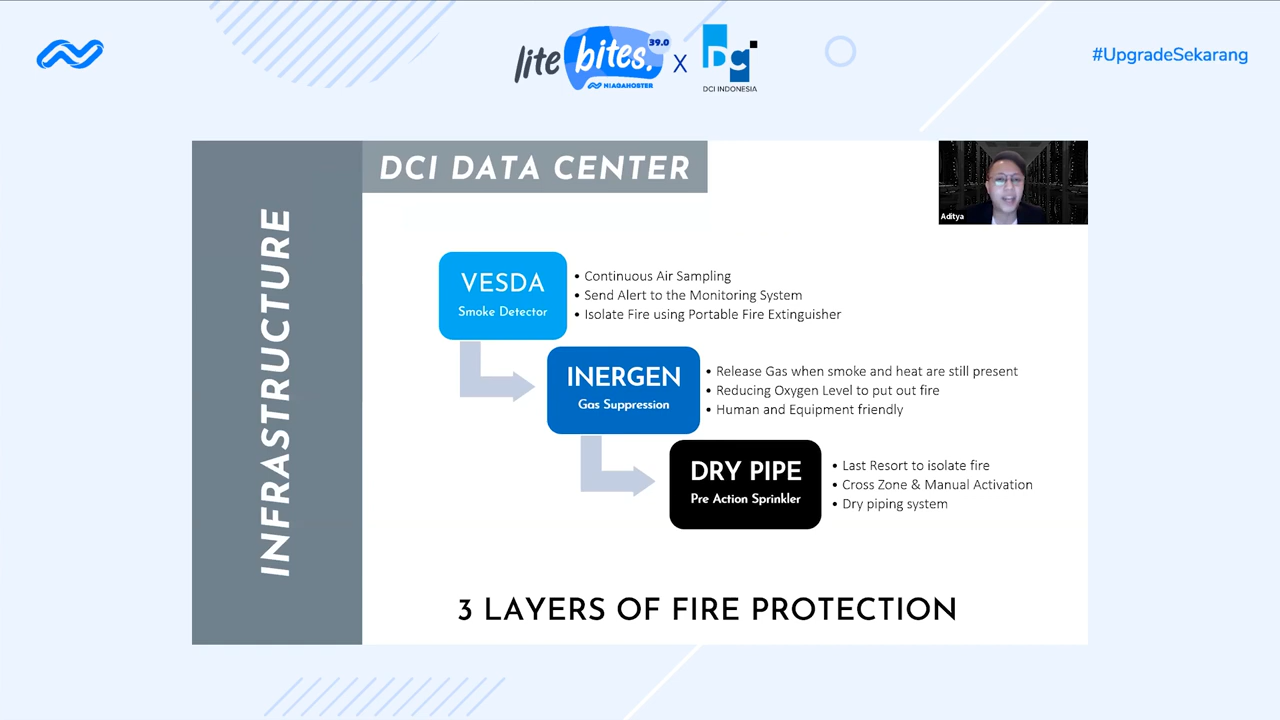 lite bites. 39.0
NIAGAHOSTER
X
DCI
DCI INDONESIA
#UpgradeSekarang
DCI DATA CENTER
Aditya
INFRASTRUCTURE
VESDA
Smoke Detector
• Continuous Air Sampling
• Send Alert to the Monitoring System
• Isolate Fire using Portable Fire Extinguisher
INERGEN
Gas Suppression
• Release Gas when smoke and heat are still present
• Reducing Oxygen Level to put out fire
• Human and Equipment friendly
DRY PIPE
Pre Action Sprinkler
• Last Resort to isolate fire
• Cross Zone & Manual Activation
• Dry piping system
3 LAYERS OF FIRE PROTECTION